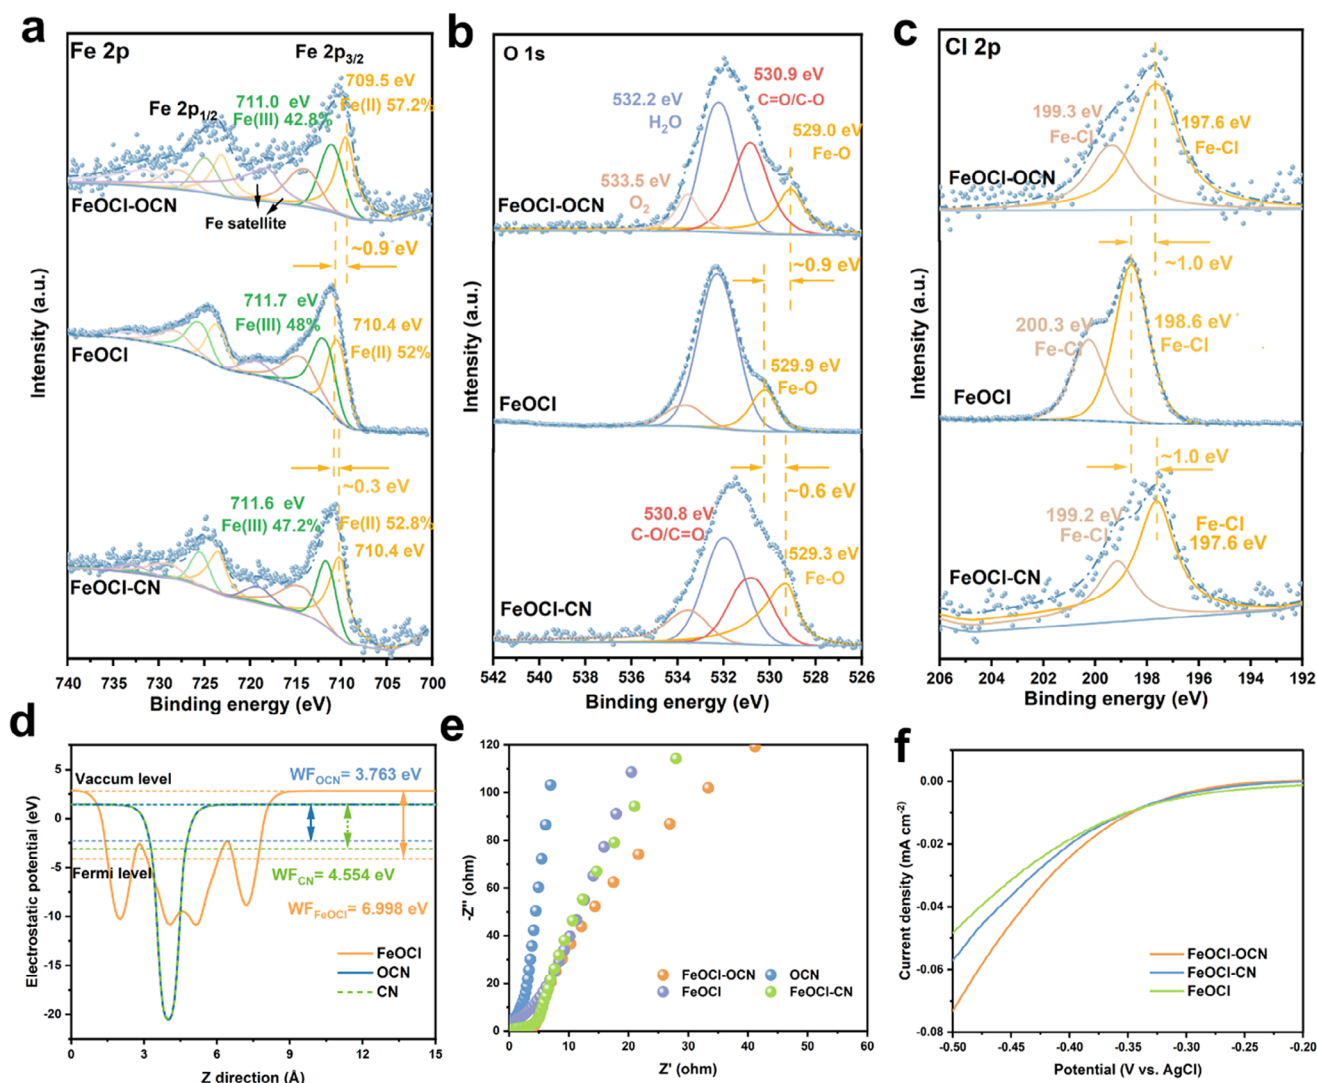 a
Fe 2p
Fe 2p3/2
709.5 eV
Fe(II) 57.2%
711.0 eV
Fe(III) 42.8%
Fe 2p1/2
FeOCl-OCN
Fe satellite
~0.9 eV
711.7 eV
Fe(III) 48%
710.4 eV
Fe(II) 52%
FeOCl
~0.3 eV
711.6 eV
Fe(III) 47.2%
Fe(II) 52.8%
710.4 eV
FeOCl-CN
Intensity (a.u.)
740 735 730 725 720 715 710 705 700
Binding energy (eV)
b
O 1s
530.9 eV
C=O/C-O
532.2 eV
H2O
529.0 eV
Fe-O
533.5 eV
O2
FeOCl-OCN
~0.9 eV
529.9 eV
Fe-O
FeOCl
~0.6 eV
530.8 eV
C-O/C=O
529.3 eV
Fe-O
FeOCl-CN
Intensity (a.u.)
542 540 538 536 534 532 530 528 526
Binding energy (eV)
c
Cl 2p
199.3 eV
Fe-Cl
197.6 eV
Fe-Cl
FeOCl-OCN
~1.0 eV
200.3 eV
Fe-Cl
198.6 eV
Fe-Cl
FeOCl
~1.0 eV
199.2 eV
Fe-Cl
Fe-Cl
197.6 eV
FeOCl-CN
Intensity (a.u.)
206 204 202 200 198 196 194 192
Binding energy (eV)
d
Vaccum level
WFOCN= 3.763 eV
Fermi level
WFCN= 4.554 eV
WFFeOCl= 6.998 eV
FeOCl
OCN
CN
Electrostatic potential (eV)
5
0
-5
-10
-15
-20
0 3 6 9 12 15
Z direction (Å)
e
-Z'' (ohm)
120
100
80
60
40
20
0
FeOCl-OCN OCN
FeOCl FeOCl-CN
0 10 20 30 40 50 60
Z' (ohm)
f
Current density (mA cm-2)
0.00
-0.02
-0.04
-0.06
-0.08
FeOCl-OCN
FeOCl-CN
FeOCl
-0.50 -0.45 -0.40 -0.35 -0.30 -0.25 -0.20
Potential (V vs. AgCl)